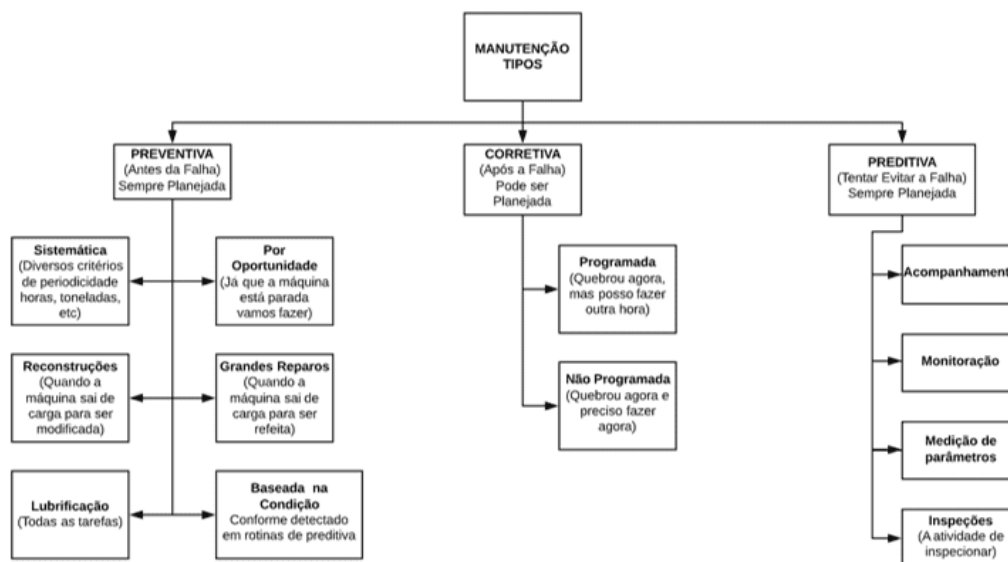 MANUTENÇÃO
TIPOS
PREVENTIVA
(Antes da Falha)
Sempre Planejada
CORRETIVA
(Após a Falha)
Pode ser
Planejada
PREDITIVA
(Tentar Evitar a Falha)
Sempre Planejada
Sistemática
(Diversos critérios
de periodicidade
horas, toneladas,
etc)
Por
Oportunidade
(Já que a máquina
está parada
vamos fazer)
Reconstruções
(Quando a
máquina sai de
carga para ser
modificada)
Grandes Reparos
(Quando a
máquina sai de
carga para ser
refeita)
Lubrificação
(Todas as tarefas)
Baseada na
Condição
Conforme detectado
em rotinas de preditiva
Programada
(Quebrou agora,
mas posso fazer
outra hora)
Não Programada
(Quebrou agora e
preciso fazer
agora)
Acompanhament
Monitoração
Medição de
parâmetros
Inspeções
(A atividade de
inspecionar)